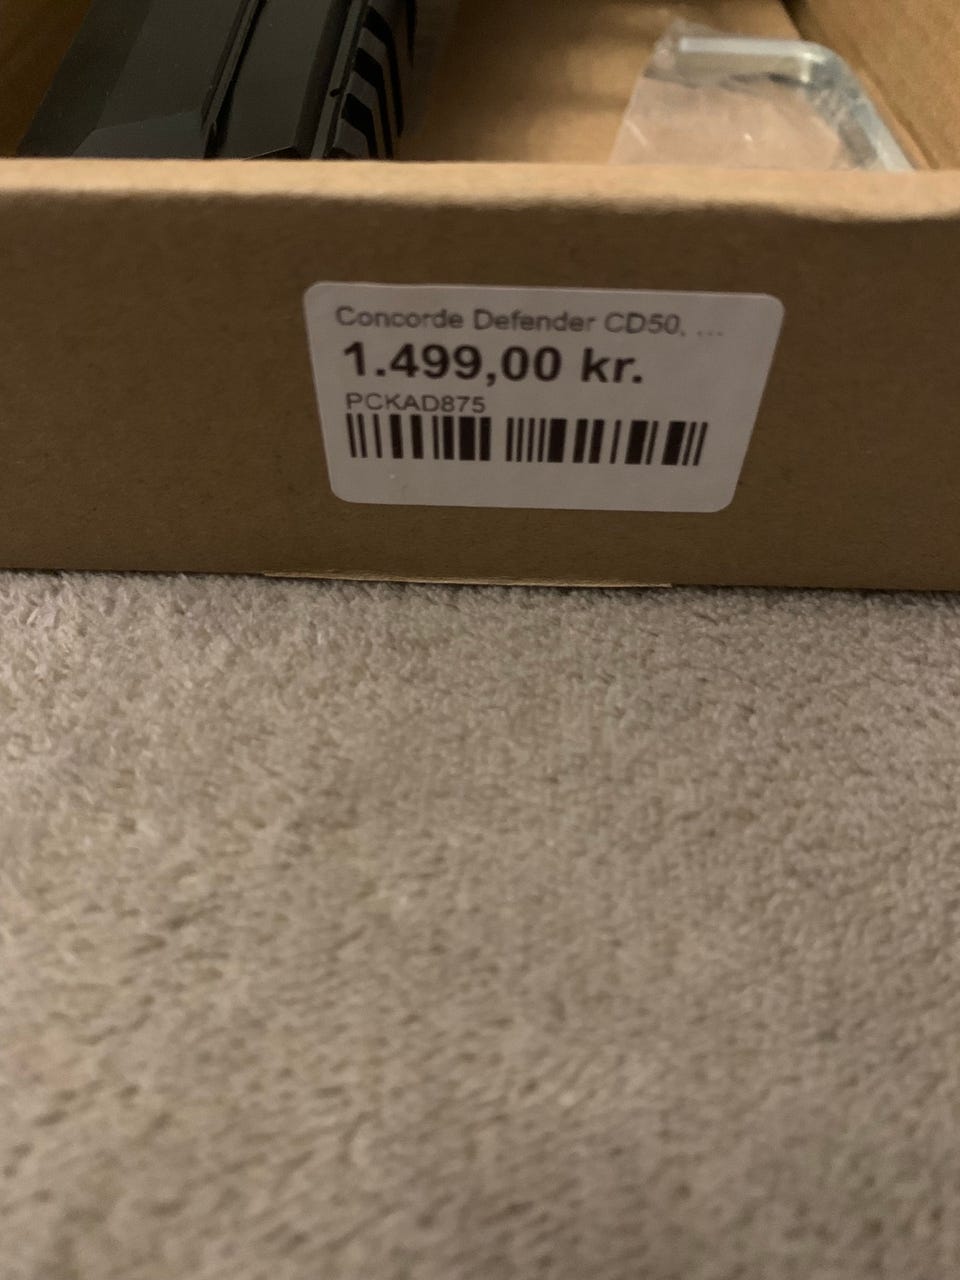 Concorde Defender CD50, ...
1.499,00 kr.
PCKAD875